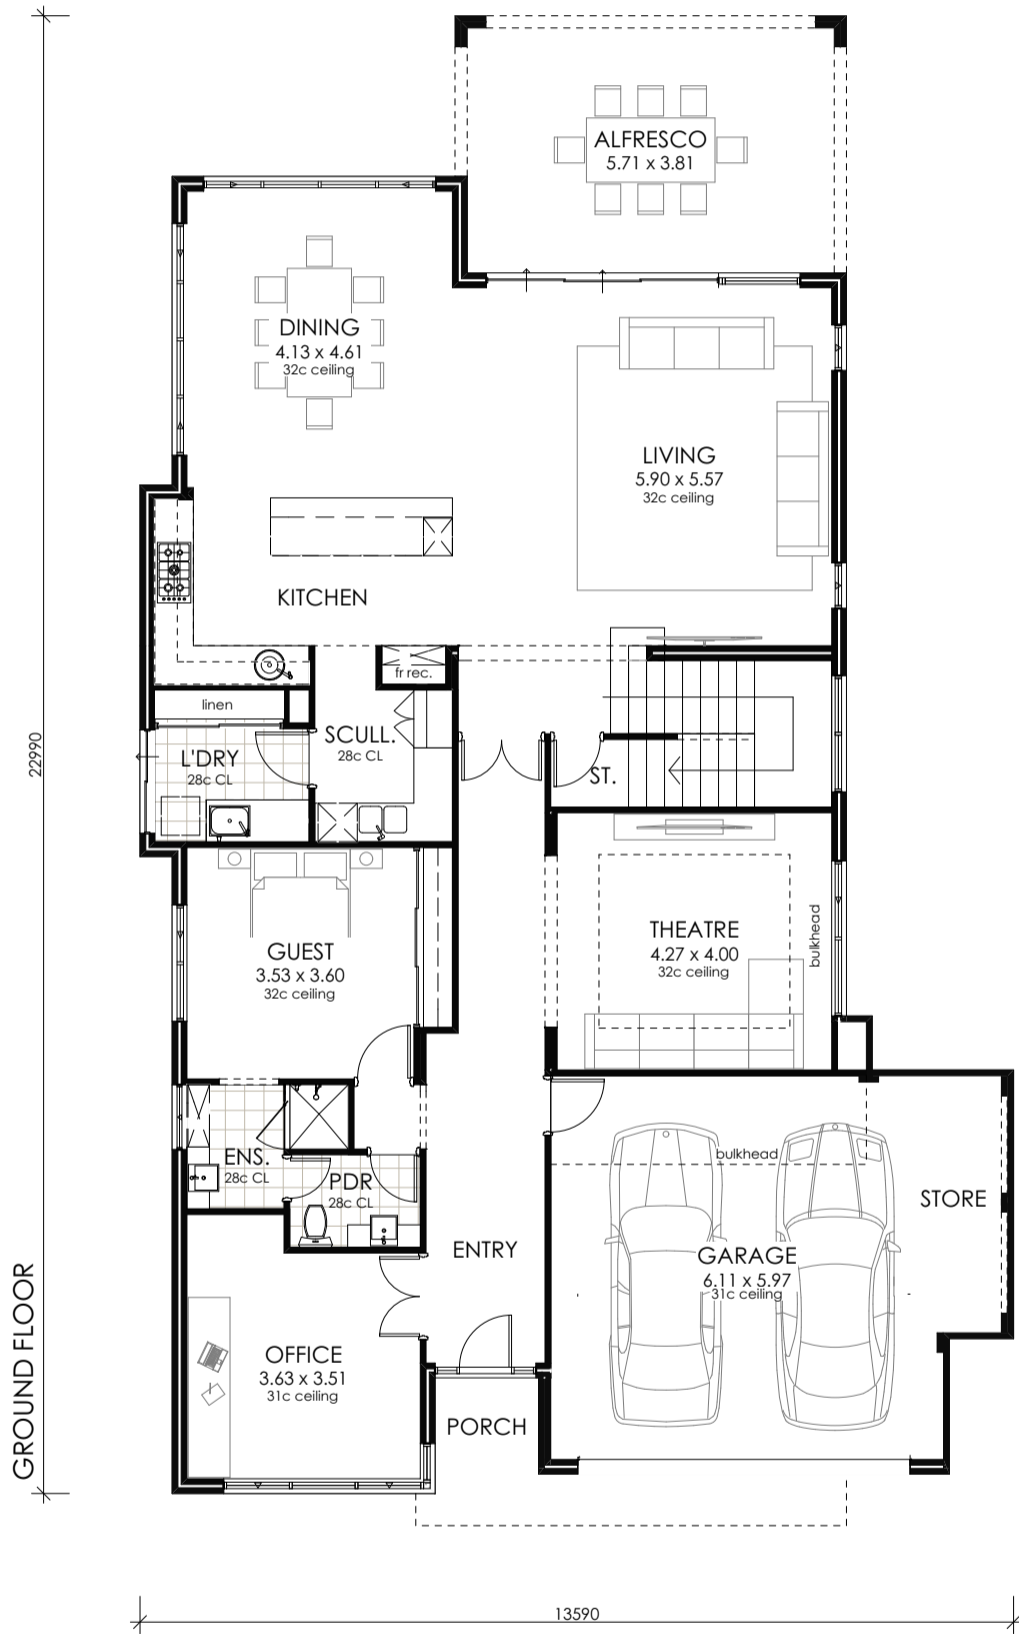 ALFRESCO
5.71 x 3.81
DINING
4.13 x 4.61
32c ceiling
LIVING
5.90 x 5.57
32c ceiling
KITCHEN
fr rec.
linen
SCULL.
28c CL
L'DRY
28c CL
ST.
22990
THEATRE
4.27 x 4.00
32c ceiling
bulkhead
GUEST
3.53 x 3.60
32c ceiling
ENS.
28c CL
PDR
28c CL
bulkhead
STORE
ENTRY
GARAGE
6.11 x 5.97
31c ceiling
OFFICE
3.63 x 3.51
31c ceiling
PORCH
GROUND FLOOR
13590